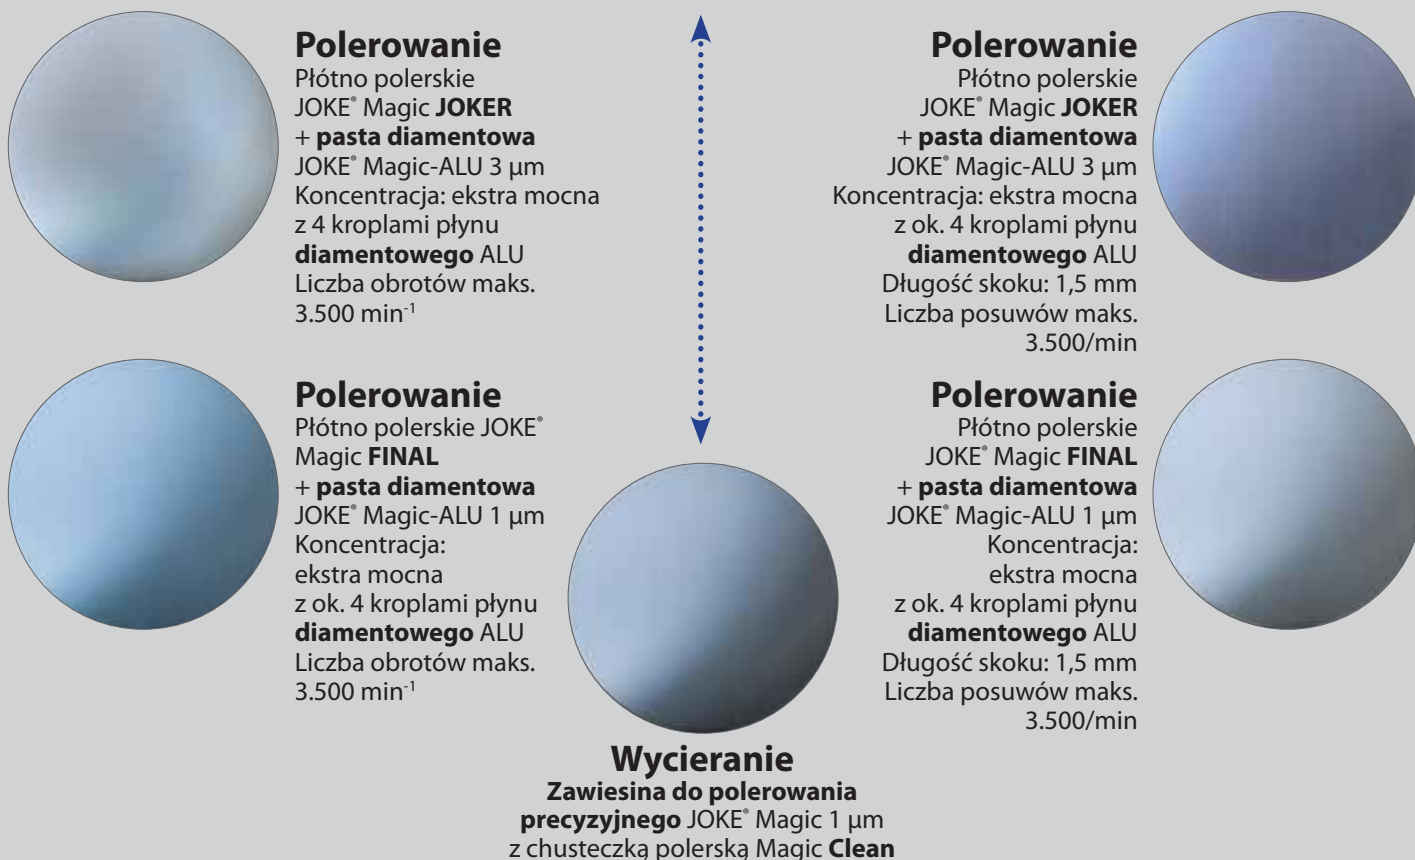 Polerowanie
Płótno polerskie
JOKE® Magic JOKER
+ pasta diamentowa
JOKE® Magic-ALU 3 µm
Koncentracja: ekstra mocna
z 4 kroplami płynu
diamentowego ALU
Liczba obrotów maks.
3.500 min⁻¹
Polerowanie
Płótno polerskie
JOKE® Magic JOKER
+ pasta diamentowa
JOKE® Magic-ALU 3 µm
Koncentracja: ekstra mocna
z ok. 4 kroplami płynu
diamentowego ALU
Długość skoku: 1,5 mm
Liczba posuwów maks.
3.500/min
Polerowanie
Płótno polerskie JOKE®
Magic FINAL
+ pasta diamentowa
JOKE® Magic-ALU 1 µm
Koncentracja:
ekstra mocna
z ok. 4 kroplami płynu
diamentowego ALU
Liczba obrotów maks.
3.500 min⁻¹
Polerowanie
Płótno polerskie
JOKE® Magic FINAL
+ pasta diamentowa
JOKE® Magic-ALU 1 µm
Koncentracja:
ekstra mocna
z ok. 4 kroplami płynu
diamentowego ALU
Długość skoku: 1,5 mm
Liczba posuwów maks.
3.500/min
Wycieranie
Zawiesina do polerowania
precyzyjnego JOKE® Magic 1 µm
z chusteczką polerską Magic Clean